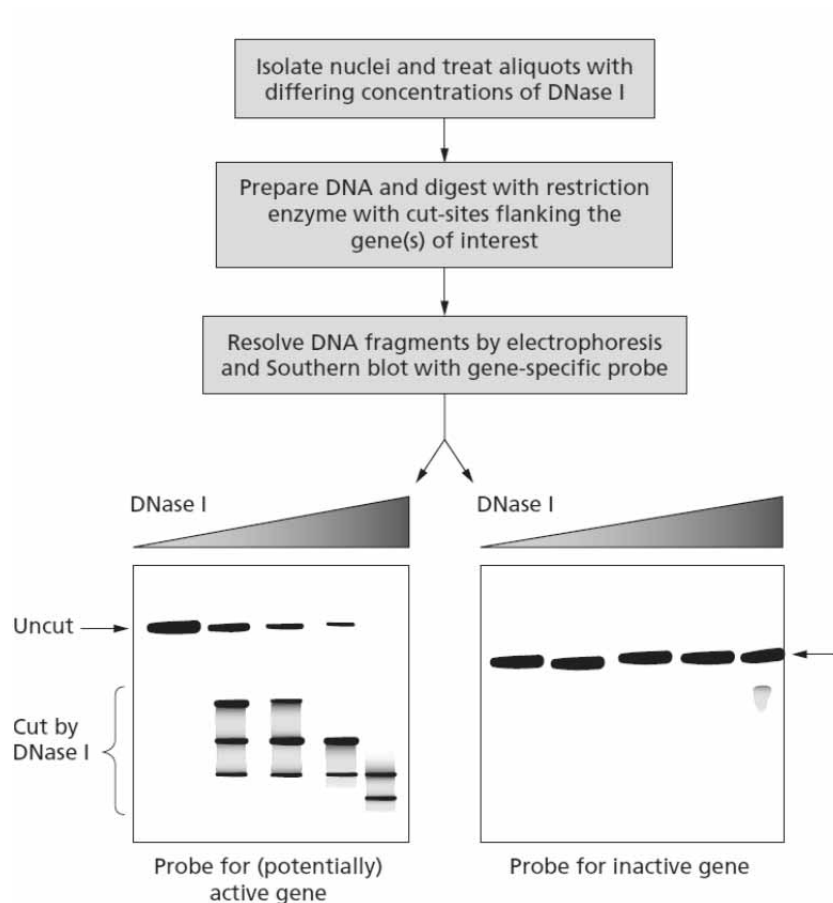 Isolate nuclei and treat aliquots with
differing concentrations of DNase I
Prepare DNA and digest with restriction
enzyme with cut-sites flanking the
gene(s) of interest
Resolve DNA fragments by electrophoresis
and Southern blot with gene-specific probe
DNase I
DNase I
Uncut
Cut by
DNase I
Probe for (potentially)
active gene
Probe for inactive gene